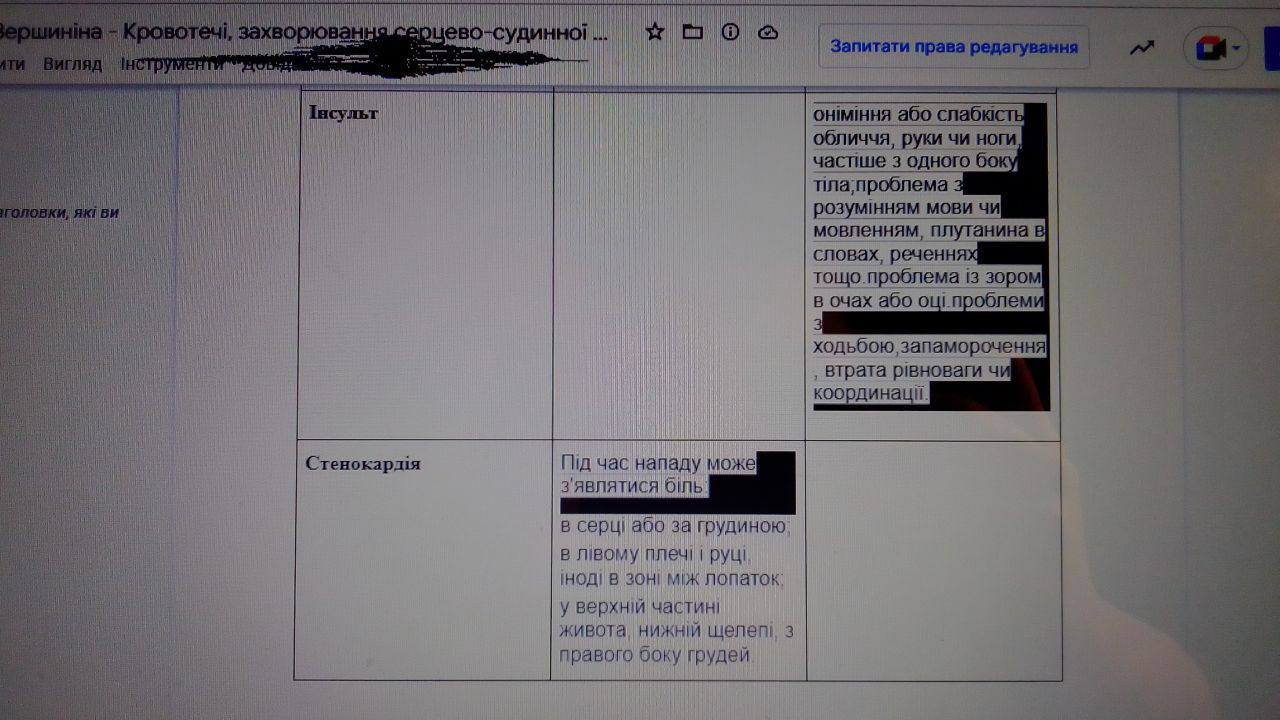 Вершиніна - Кровотечі, захворювання серцево-судинної ...
Запитати права редагування
ити Вигляд Інструменти
аголовки, які ви
Інсульт
оніміння або слабкість
обличчя, руки чи ноги,
частіше з одного боку
тіла;проблема з
розумінням мови чи
мовленням, плутанина в
словах, реченнях
тощо.проблема із зором
в очах або оці.проблеми
з
ходьбою,запаморочення
, втрата рівноваги чи
координації.
Стенокардія
Під час нападу може
з'являтися біль:
в серці або за грудиною;
в лівому плечі і руці,
іноді в зоні між лопаток;
у верхній частині
живота, нижній щелепі, з
правого боку грудей